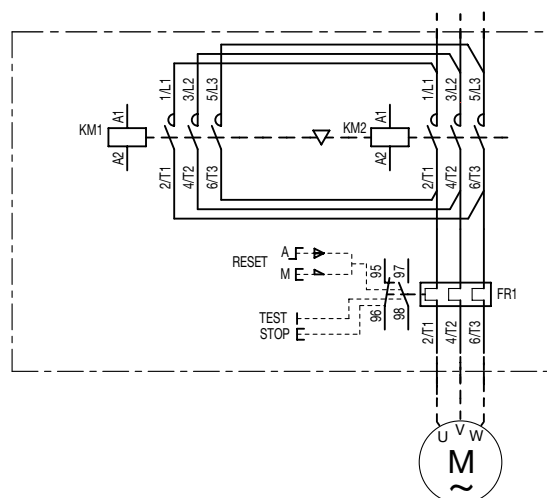 1/L1 3/L2 5/L3 1/L1 3/L2 5/L3
KM1 A1 KM2 A1
A2 A2
2/T1 4/T2 6/T3 2/T1 4/T2 6/T3
RESET A 95 97
M
TEST 96 98 FR1
STOP
2/T1 4/T2 6/T3
U V W
M
~